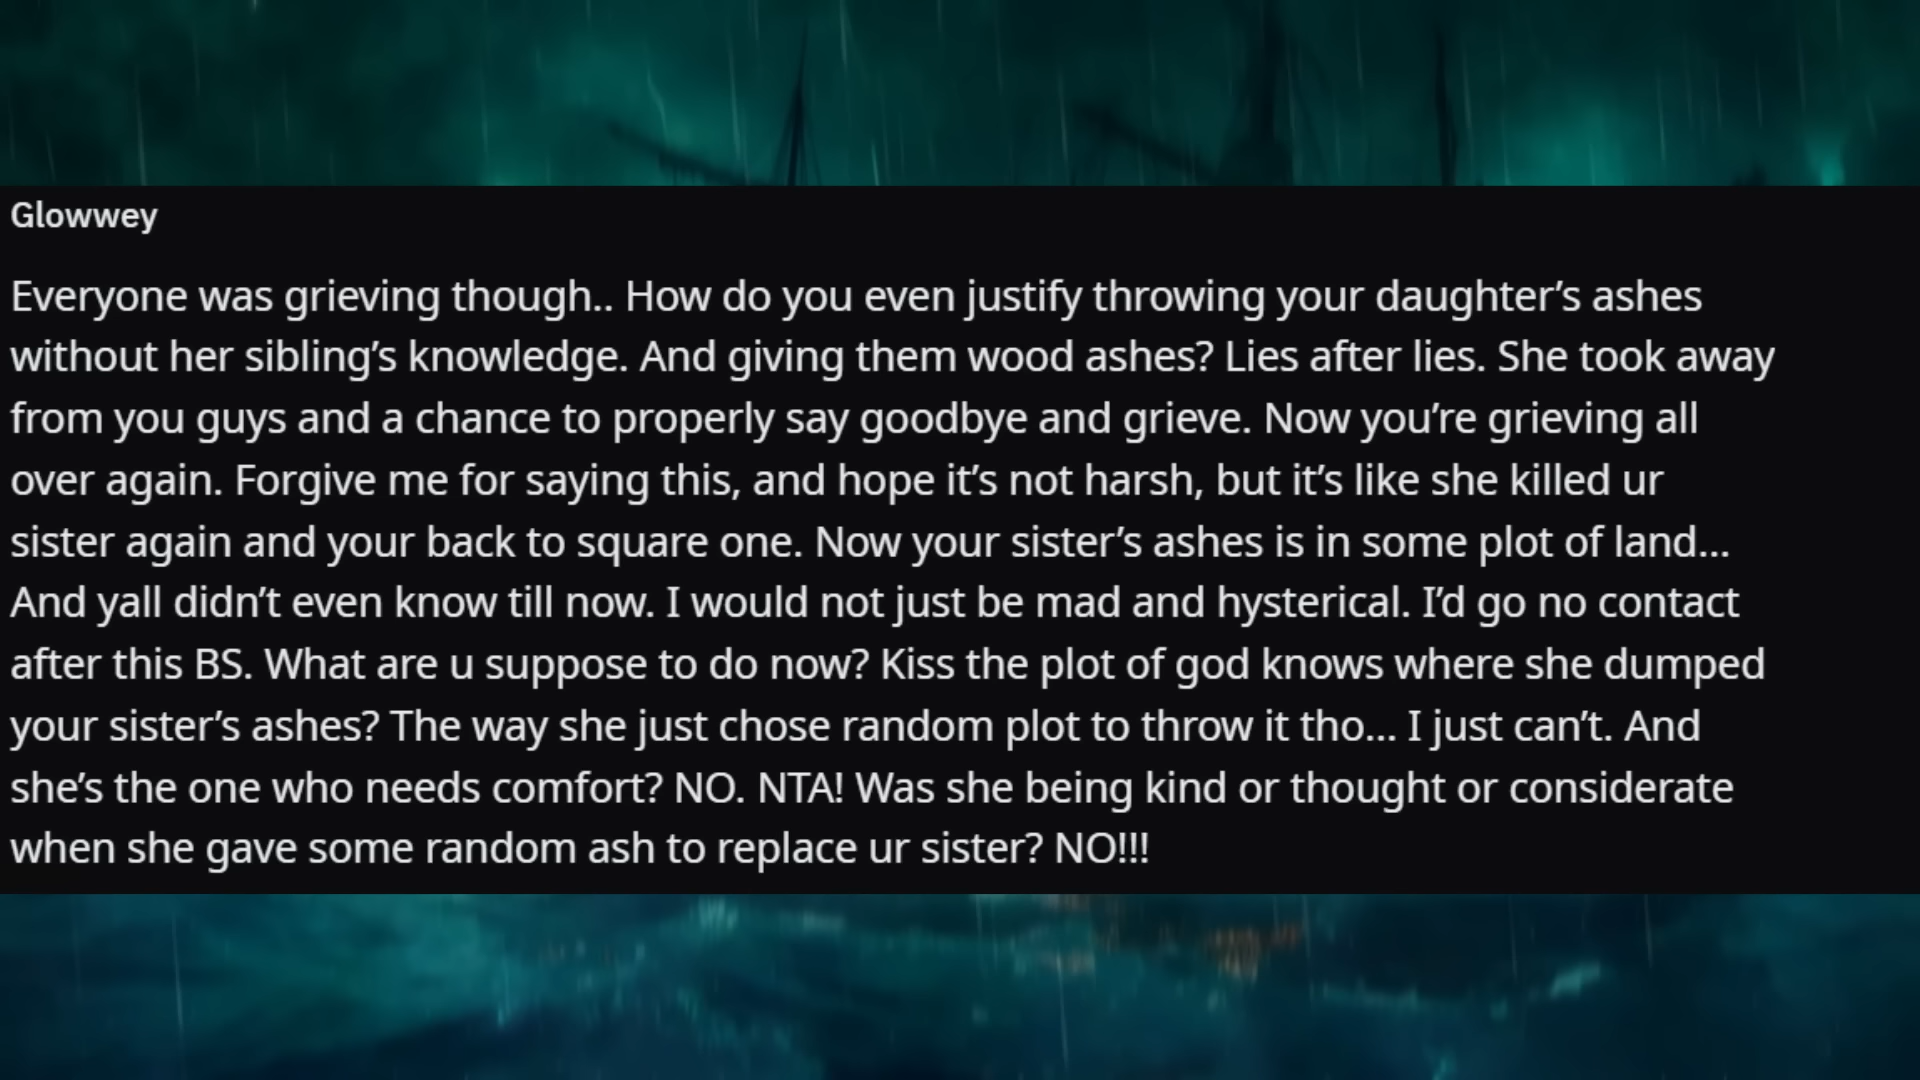 Glowwey
Everyone was grieving though.. How do you even justify throwing your daughter’s ashes
without her sibling’s knowledge. And giving them wood ashes? Lies after lies. She took away
from you guys and a chance to properly say goodbye and grieve. Now you’re grieving all
over again. Forgive me for saying this, and hope it’s not harsh, but it’s like she killed ur
sister again and your back to square one. Now your sister’s ashes is in some plot of land...
And yall didn’t even know till now. I would not just be mad and hysterical. I’d go no contact
after this BS. What are u suppose to do now? Kiss the plot of god knows where she dumped
your sister’s ashes? The way she just chose random plot to throw it tho... I just can’t. And
she’s the one who needs comfort? NO. NTA! Was she being kind or thought or considerate
when she gave some random ash to replace ur sister? NO!!!